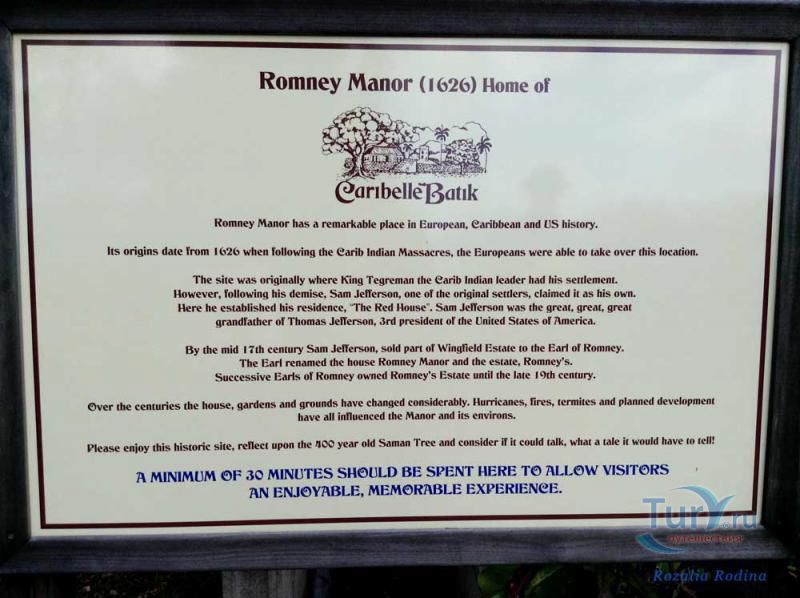 Romney Manor (1626) Home of
Caribelle Batik
Romney Manor has a remarkable place in European, Caribbean and US history.
Its origins date from 1626 when following the Carib Indian Massacres, the Europeans were able to take over this location.
The site was originally where King Tegreman the Carib Indian leader had his settlement.
However, following his demise, Sam Jefferson, one of the original settlers, claimed it as his own.
Here he established his residence, "The Red House". Sam Jefferson was the great, great, great
grandfather of Thomas Jefferson, 3rd president of the United States of America.
By the mid 17th century Sam Jefferson, sold part of Wingfield Estate to the Earl of Romney.
The Earl renamed the house Romney Manor and the estate, Romney's.
Successive Earls of Romney owned Romney's Estate until the late 19th century.
Over the centuries the house, gardens and grounds have changed considerably. Hurricanes, fires, termites and planned development
have all influenced the Manor and its environs.
Please enjoy this historic site, reflect upon the 400 year old Saman Tree and consider if it could talk, what a tale it would have to tell!
A MINIMUM OF 30 MINUTES SHOULD BE SPENT HERE TO ALLOW VISITORS
AN ENJOYABLE, MEMORABLE EXPERIENCE.
Tury.ru
путешествия
Rozalia Rodina